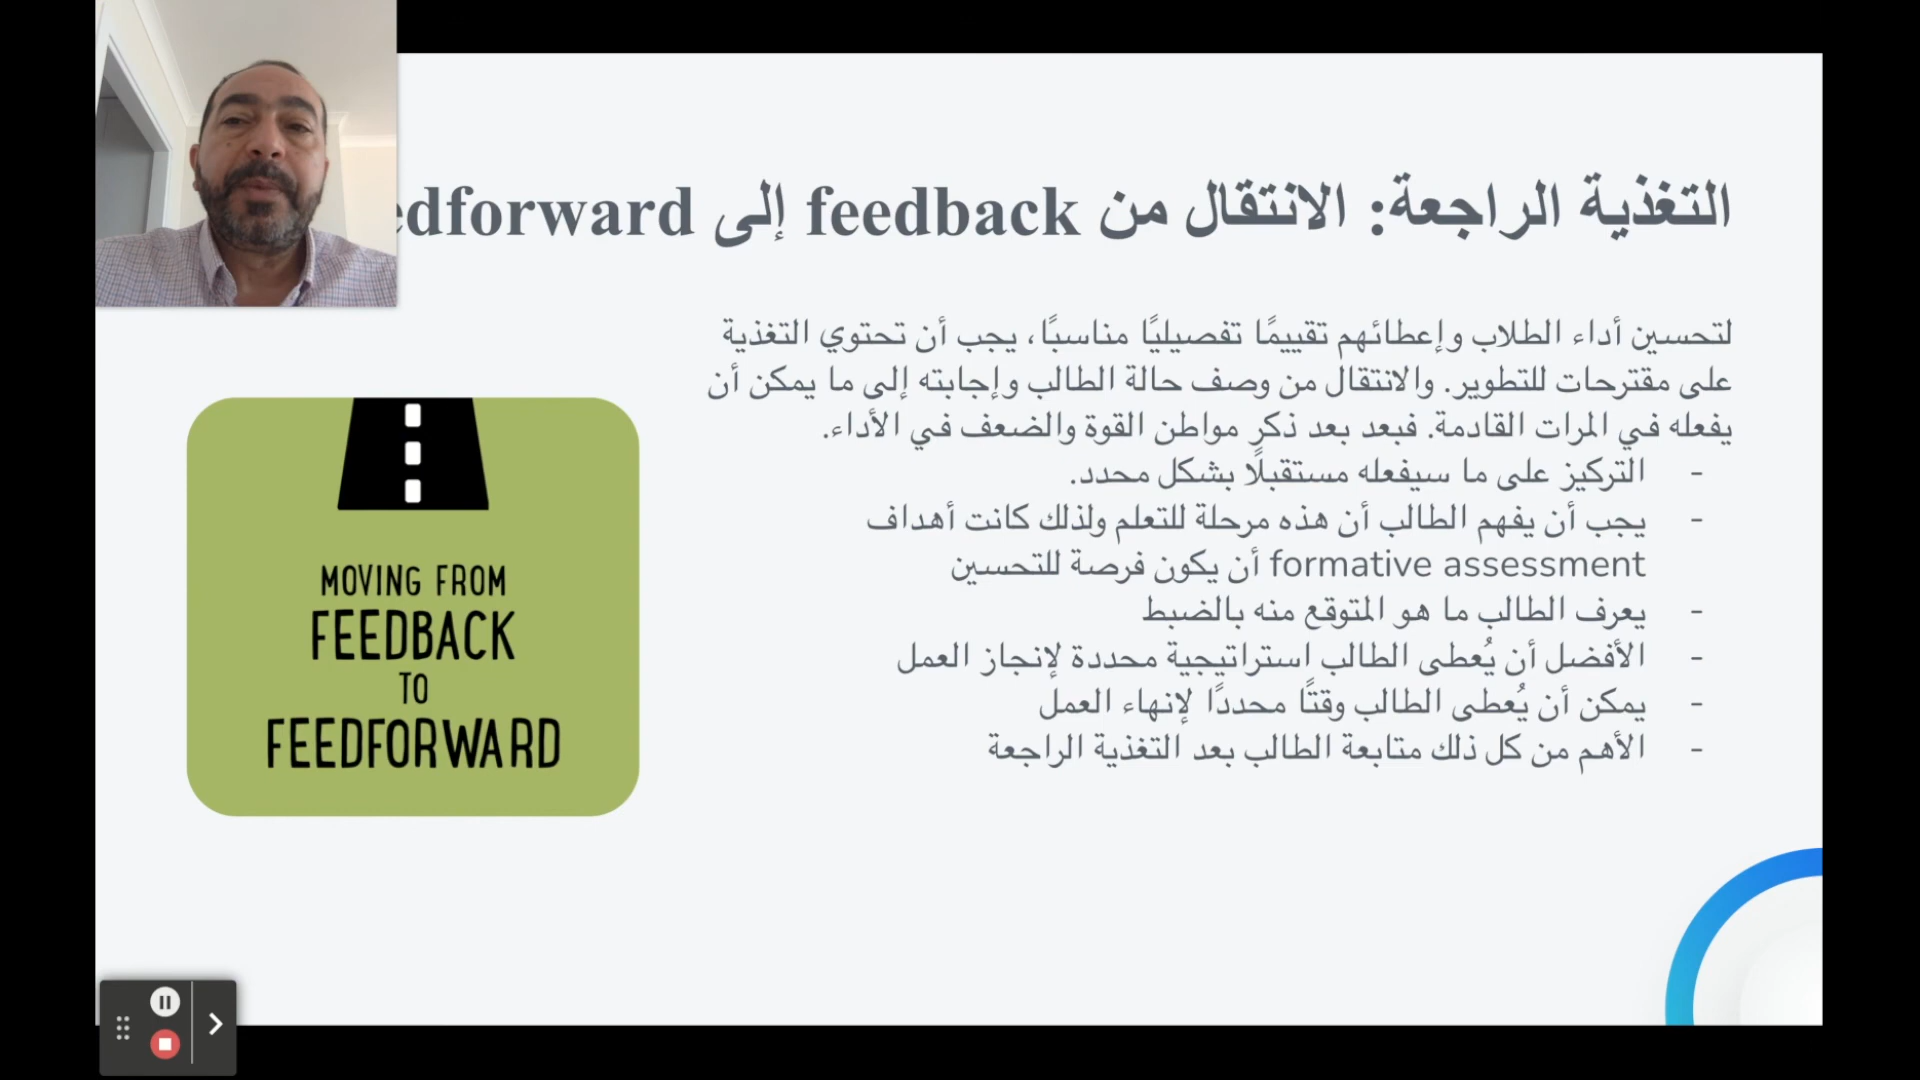 التغذية الراجعة: الانتقال من feedback إلى edforward
لتحسين أداء الطلاب وإعطائهم تقييمًا تفصيليًا مناسبًا، يجب أن تحتوي التغذية
على مقترحات للتطوير. والانتقال من وصف حالة الطالب وإجابته إلى ما يمكن أن
يفعله في المرات القادمة. فبعد بعد ذكر مواطن القوة والضعف في الأداء.
- التركيز على ما سيفعله مستقبلًا بشكل محدد.
- يجب أن يفهم الطالب أن هذه مرحلة للتعلم ولذلك كانت أهداف
formative assessment أن يكون فرصة للتحسين
- يعرف الطالب ما هو المتوقع منه بالضبط
- الأفضل أن يُعطى الطالب استراتيجية محددة لإنجاز العمل
- يمكن أن يُعطى الطالب وقتًا محددًا لإنهاء العمل
- الأهم من كل ذلك متابعة الطالب بعد التغذية الراجعة
MOVING FROM
FEEDBACK
TO
FEEDFORWARD